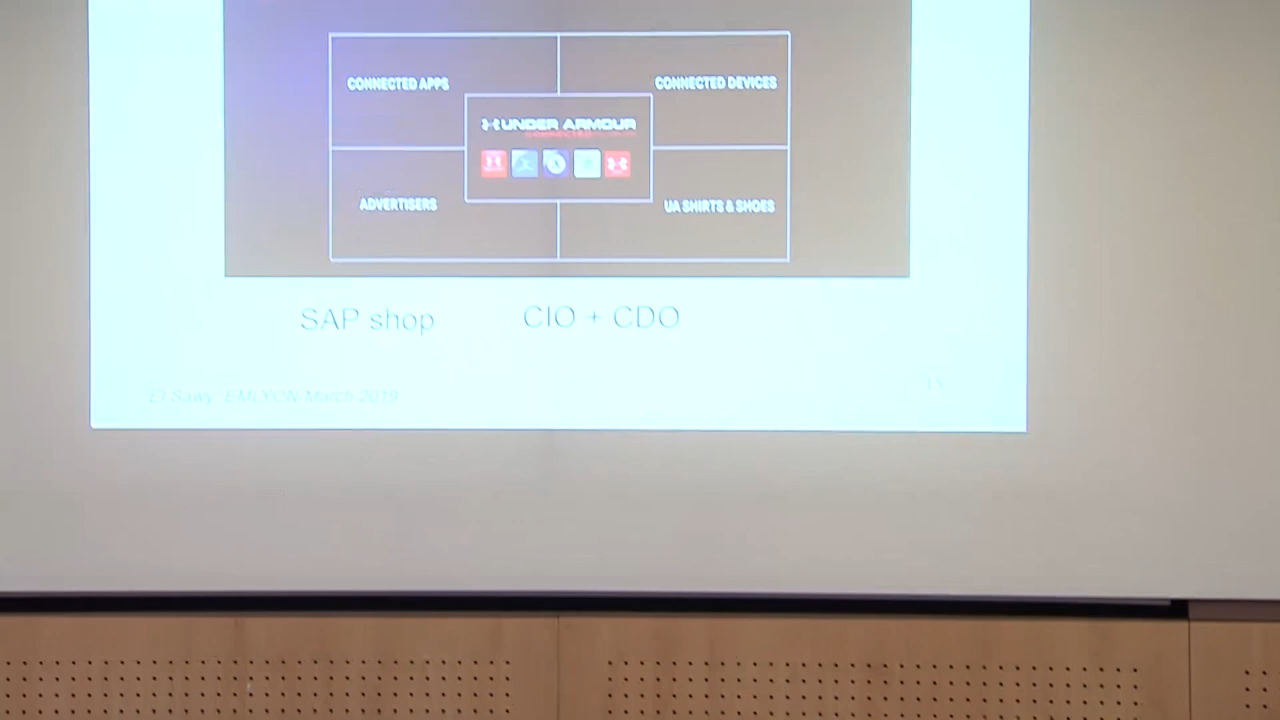 CONNECTED APPS
CONNECTED DEVICES
UNDER ARMOUR
CONNECTED
ADVERTISERS
UA SHIRTS & SHOES
SAP shop
CIO + CDO
El Sawy EMLYON March 2019